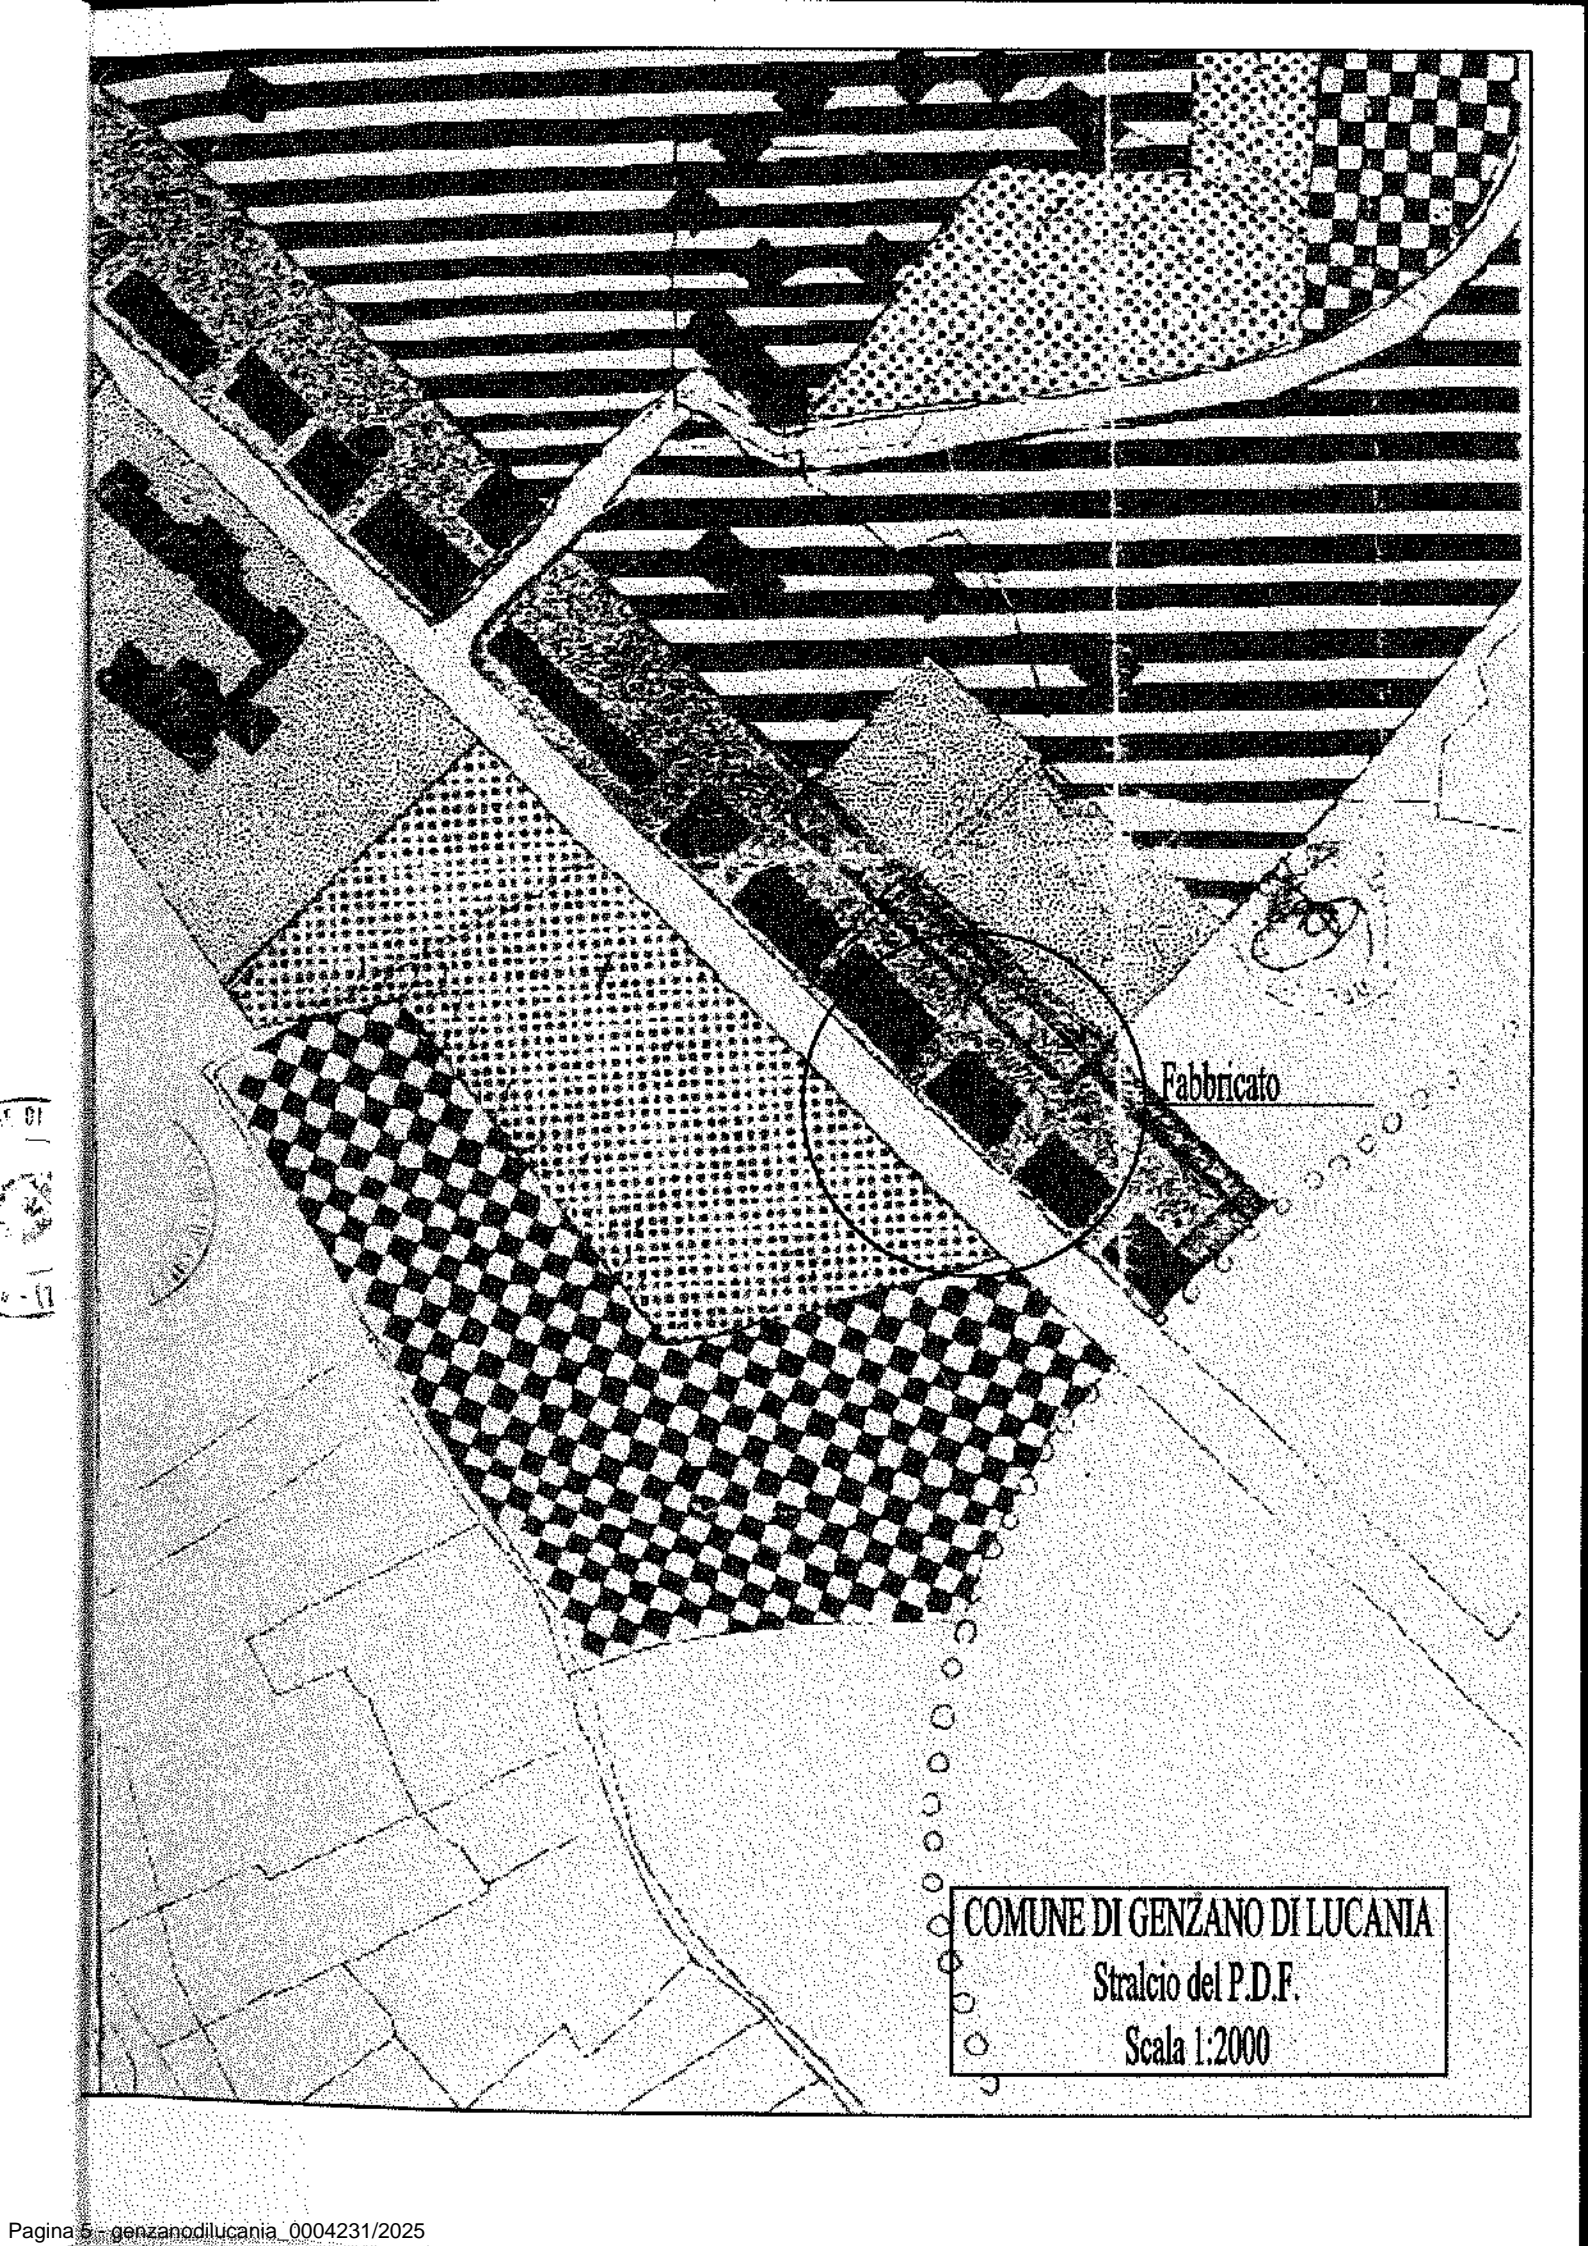 Fabbricato
COMUNE DI GENZANO DI LUCANIA
Stralcio del P.D.F.
Scala 1:2000
Pagina 5 - genzanodilucania_0004231/2025